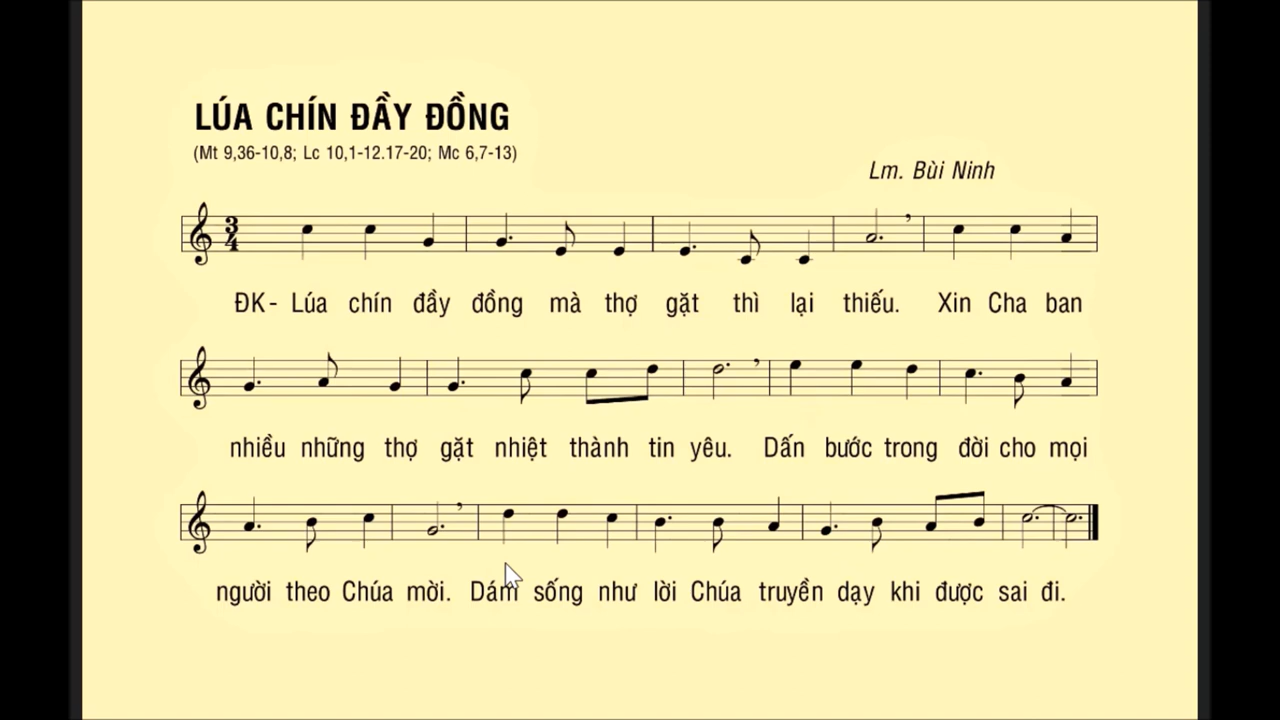 LÚA CHÍN ĐẦY ĐỒNG
(Mt 9,36-10,8; Lc 10,1-12.17-20; Mc 6,7-13)
Lm. Bùi Ninh
3
4
ĐK- Lúa chín đầy đồng mà thợ gặt thì lại thiếu. Xin Cha ban
nhiều những thợ gặt nhiệt thành tin yêu. Dấn bước trong đời cho mọi
người theo Chúa mời. Dám sống như lời Chúa truyền dạy khi được sai đi.